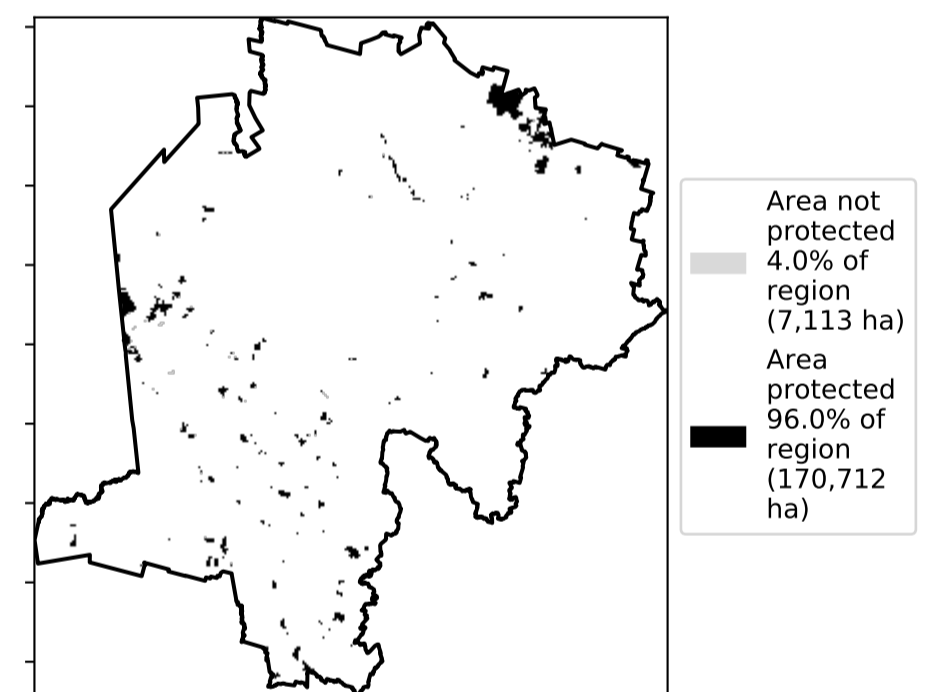 Area not
protected
4.0% of
region
(7,113 ha)
Area
protected
96.0% of
region
(170,712
ha)